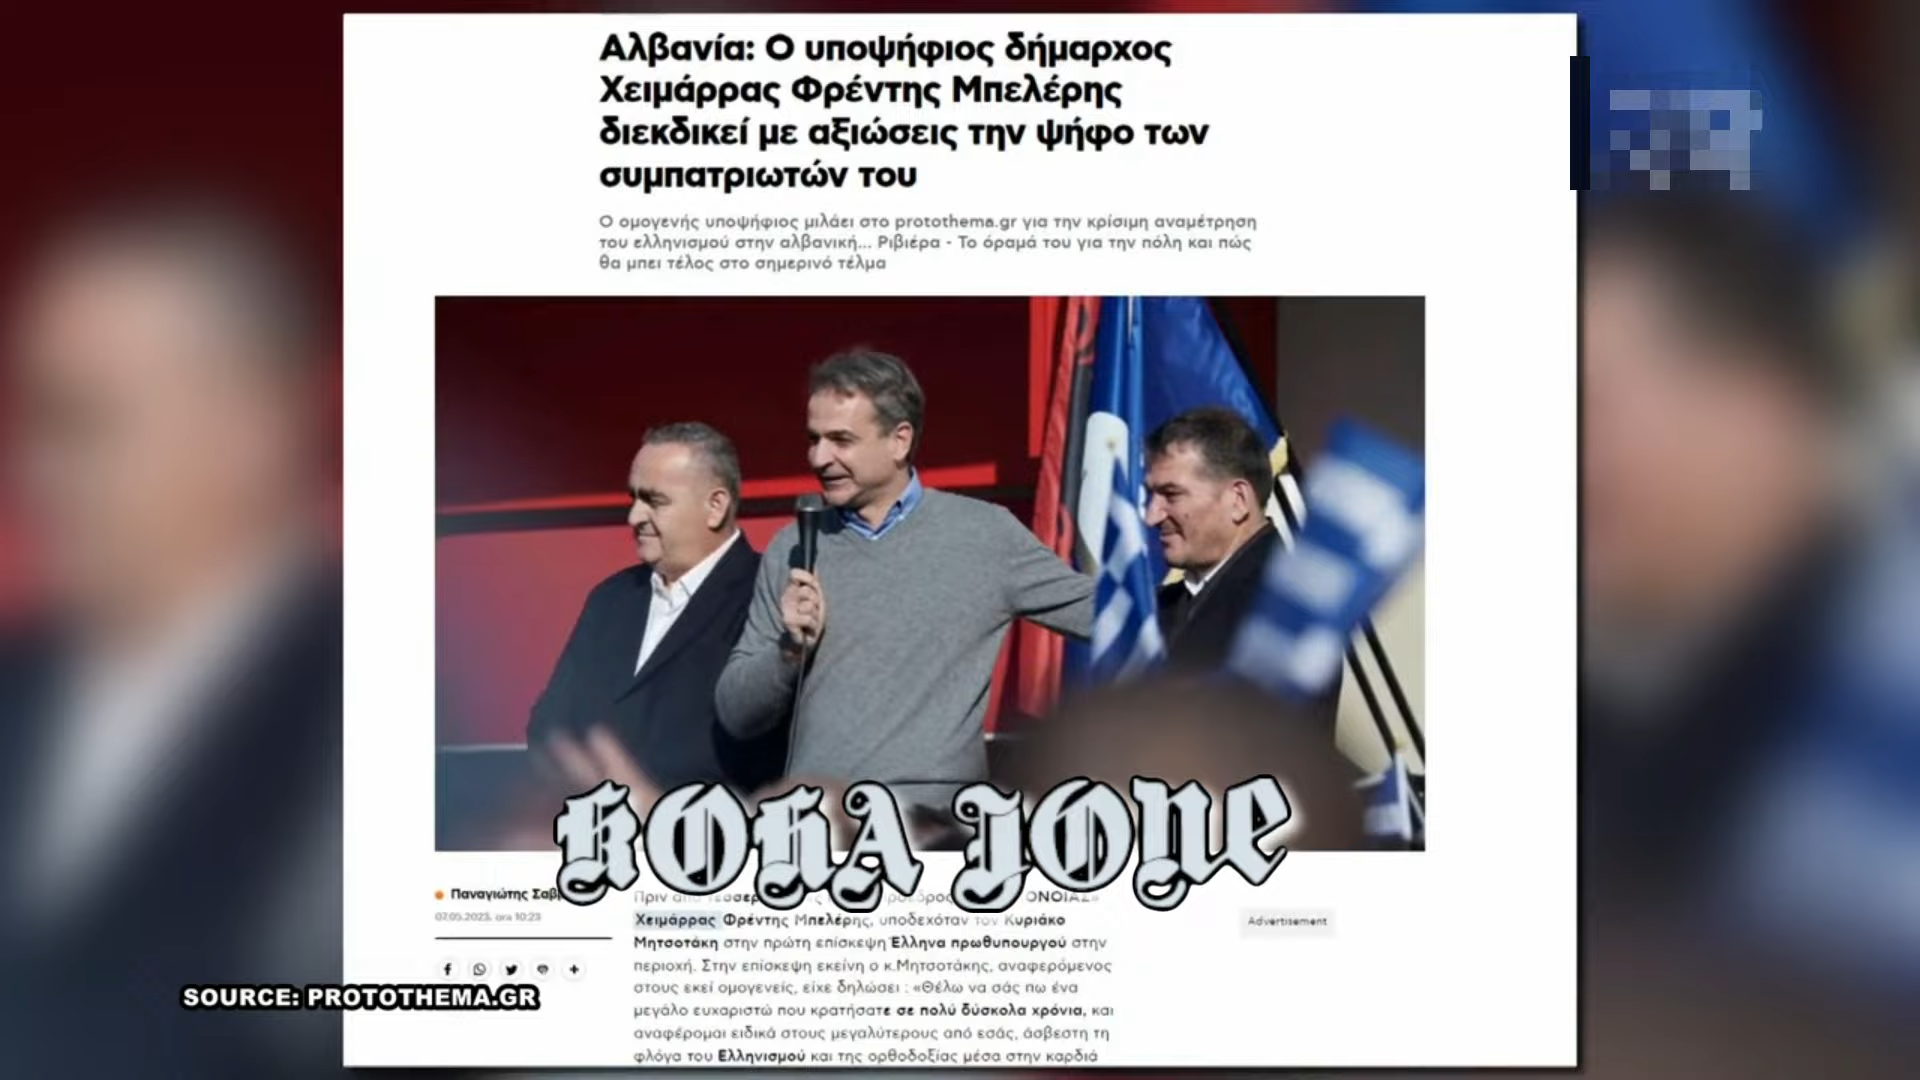 Αλβανία: Ο υποψήφιος δήμαρχος
Χειμάρρας Φρέντης Μπελέρης
διεκδικεί με αξιώσεις την ψήφο των
συμπατριωτών του
Ο ομογενής υποψήφιος μιλάει στο protothema.gr για την κρίσιμη αναμέτρηση
του ελληνισμού στην αλβανική... Ριβιέρα - Το όραμά του για την πόλη και πώς
θα μπει τέλος στο σημερινό τέλμα
KOHA JONE
Παναγιώτης
07.05.2023, ώρα 10:23
Πριν από
Χειμάρρας Φρέντης Μπελέρης, υποδεχόταν τον Κυριάκο
Μητσοτάκη στην πρώτη επίσκεψη Έλληνα πρωθυπουργού στην
περιοχή. Στην επίσκεψη εκείνη ο κ.Μητσοτάκης, αναφερόμενος
στους εκεί ομογενείς, είχε δηλώσει : «Θέλω να σάς πω ένα
μεγάλο ευχαριστώ που κρατήσατε σε πολύ δύσκολα χρόνια, και
αναφέρομαι ειδικά στους μεγαλύτερους από εσάς, άσβεστη τη
φλόγα του Ελληνισμού και της ορθοδοξίας μέσα στην καρδιά
Advertisement
SOURCE: PROTOTHEMA.GR